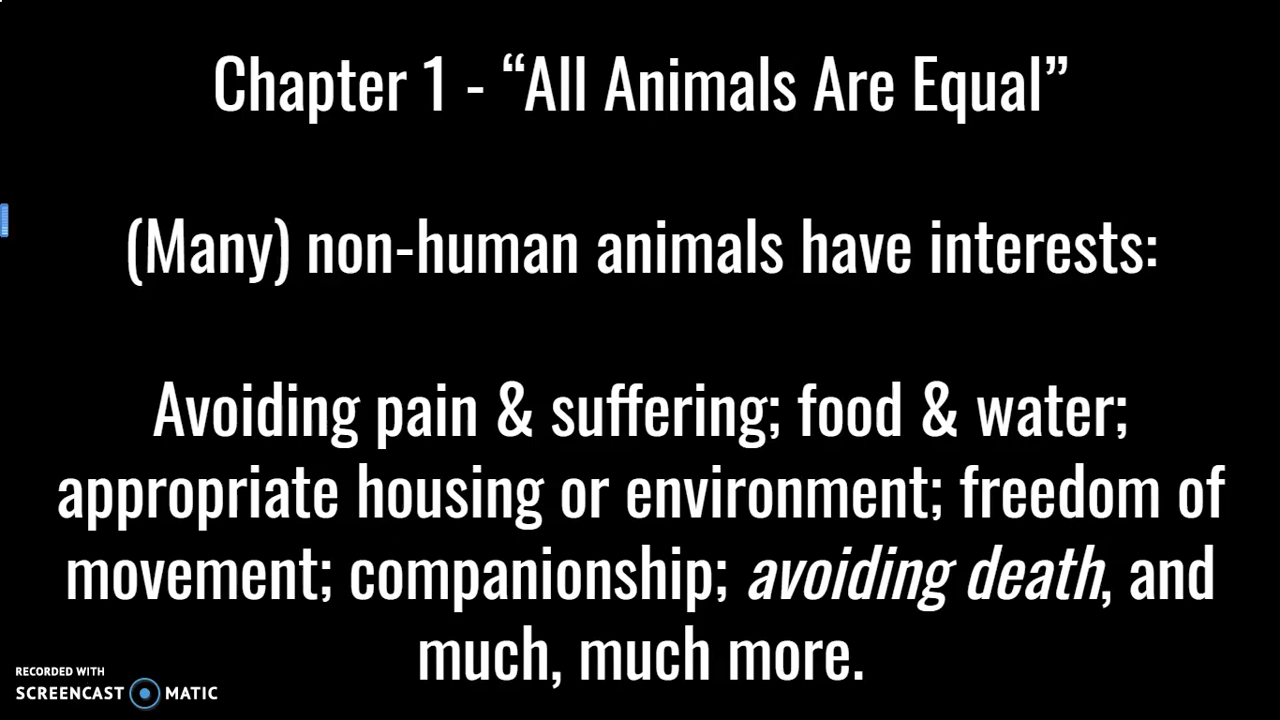 Chapter 1 - “All Animals Are Equal”
(Many) non-human animals have interests:
Avoiding pain & suffering; food & water;
appropriate housing or environment; freedom of
movement; companionship; avoiding death, and
much, much more.
RECORDED WITH
SCREENCAST MATIC